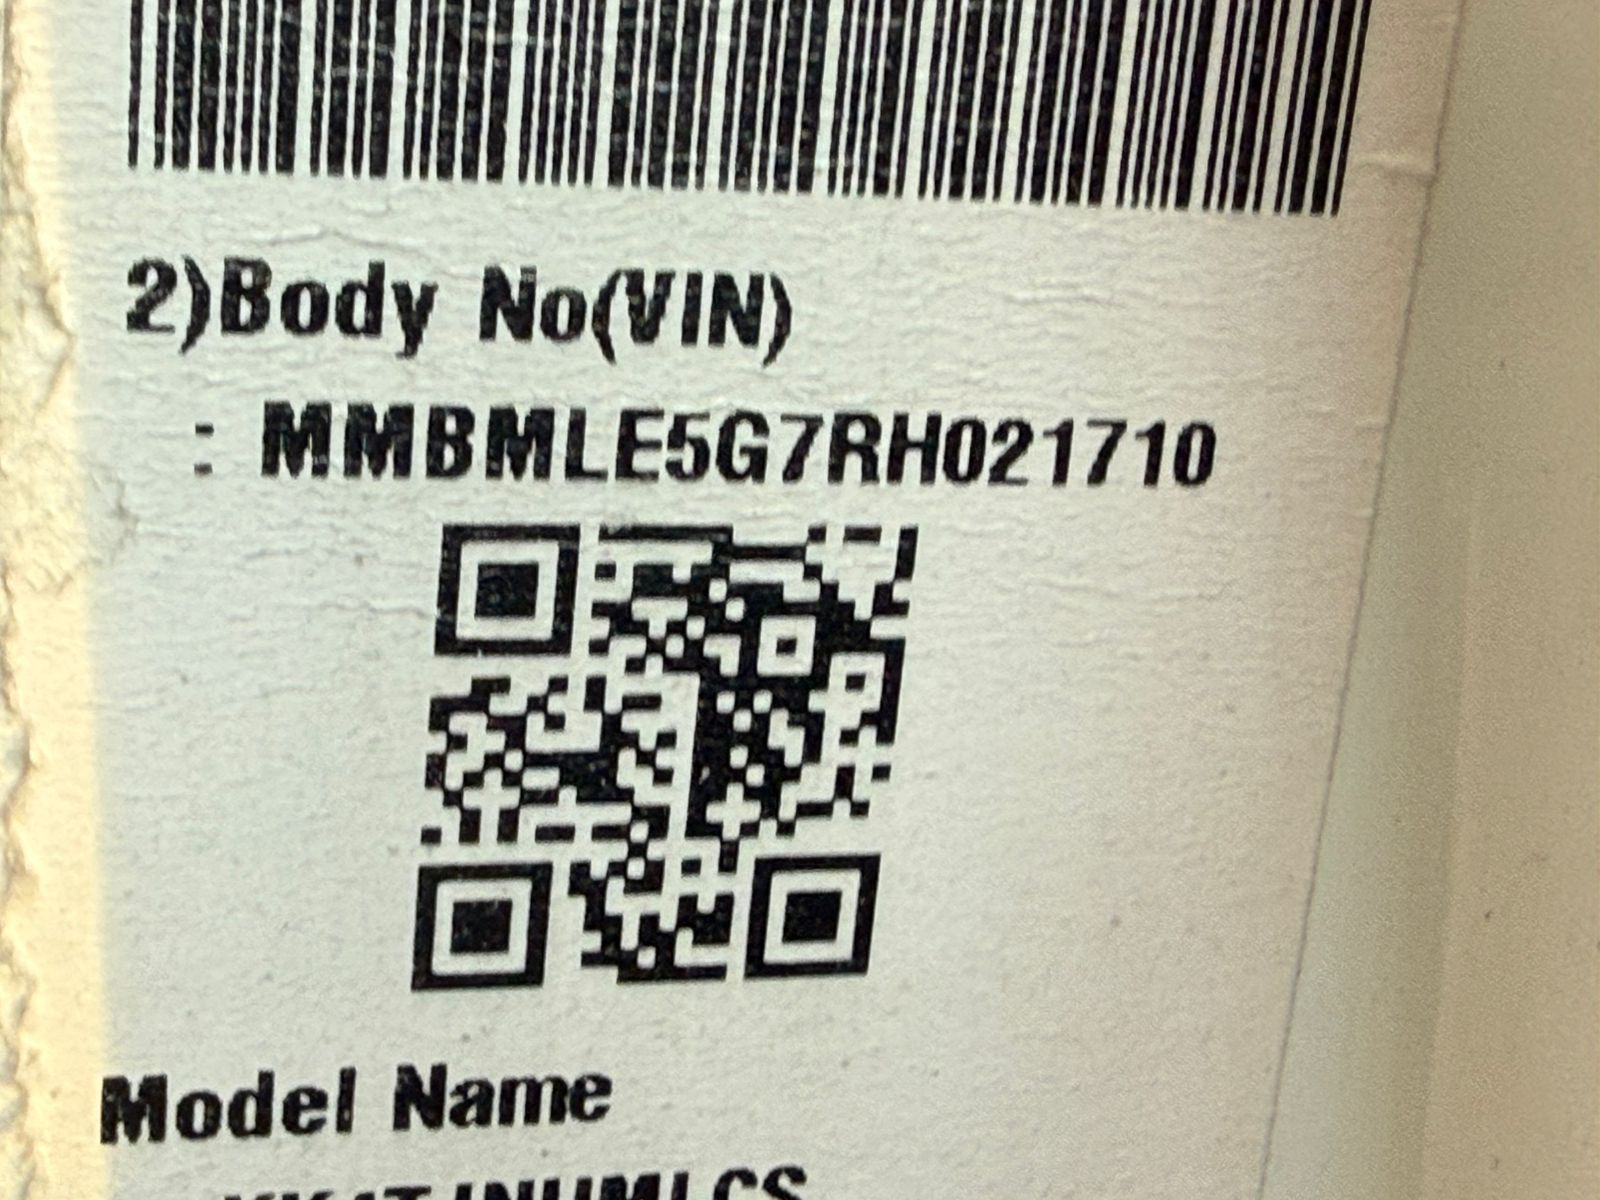 2)Body No(VIN)
: MMBMLE5G7RH021710
Model Name